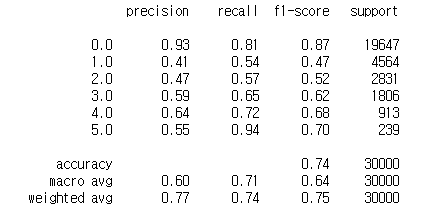 precision recall f1-score support
0.0 0.93 0.81 0.87 19647
1.0 0.41 0.54 0.47 4564
2.0 0.47 0.57 0.52 2831
3.0 0.59 0.65 0.62 1806
4.0 0.64 0.72 0.68 913
5.0 0.55 0.94 0.70 239
accuracy 0.74 30000
macro avg 0.60 0.71 0.64 30000
weighted avg 0.77 0.74 0.75 30000